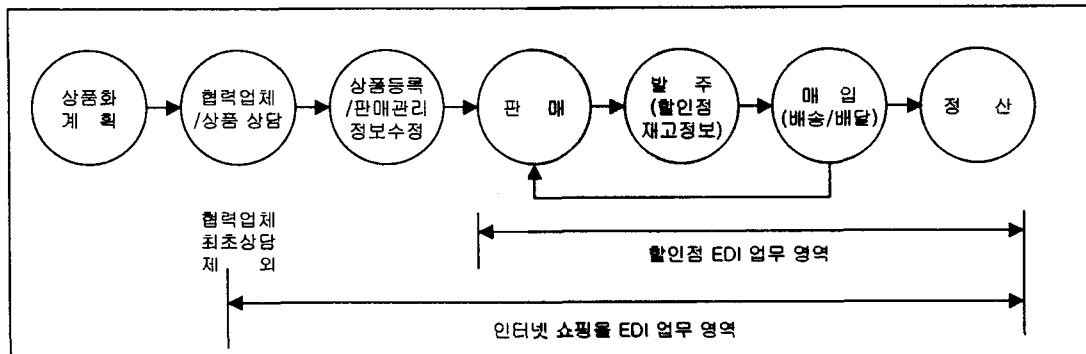 상품화
계 획
협력업체
/상품 상담
상품등록
/판매관리
정보수정
판 매
발 주
(할인점
재고정보)
매 입
(배송/배달)
정 산
협력업체
최초상담
제 외
할인점 EDI 업무 영역
인터넷 쇼핑몰 EDI 업무 영역